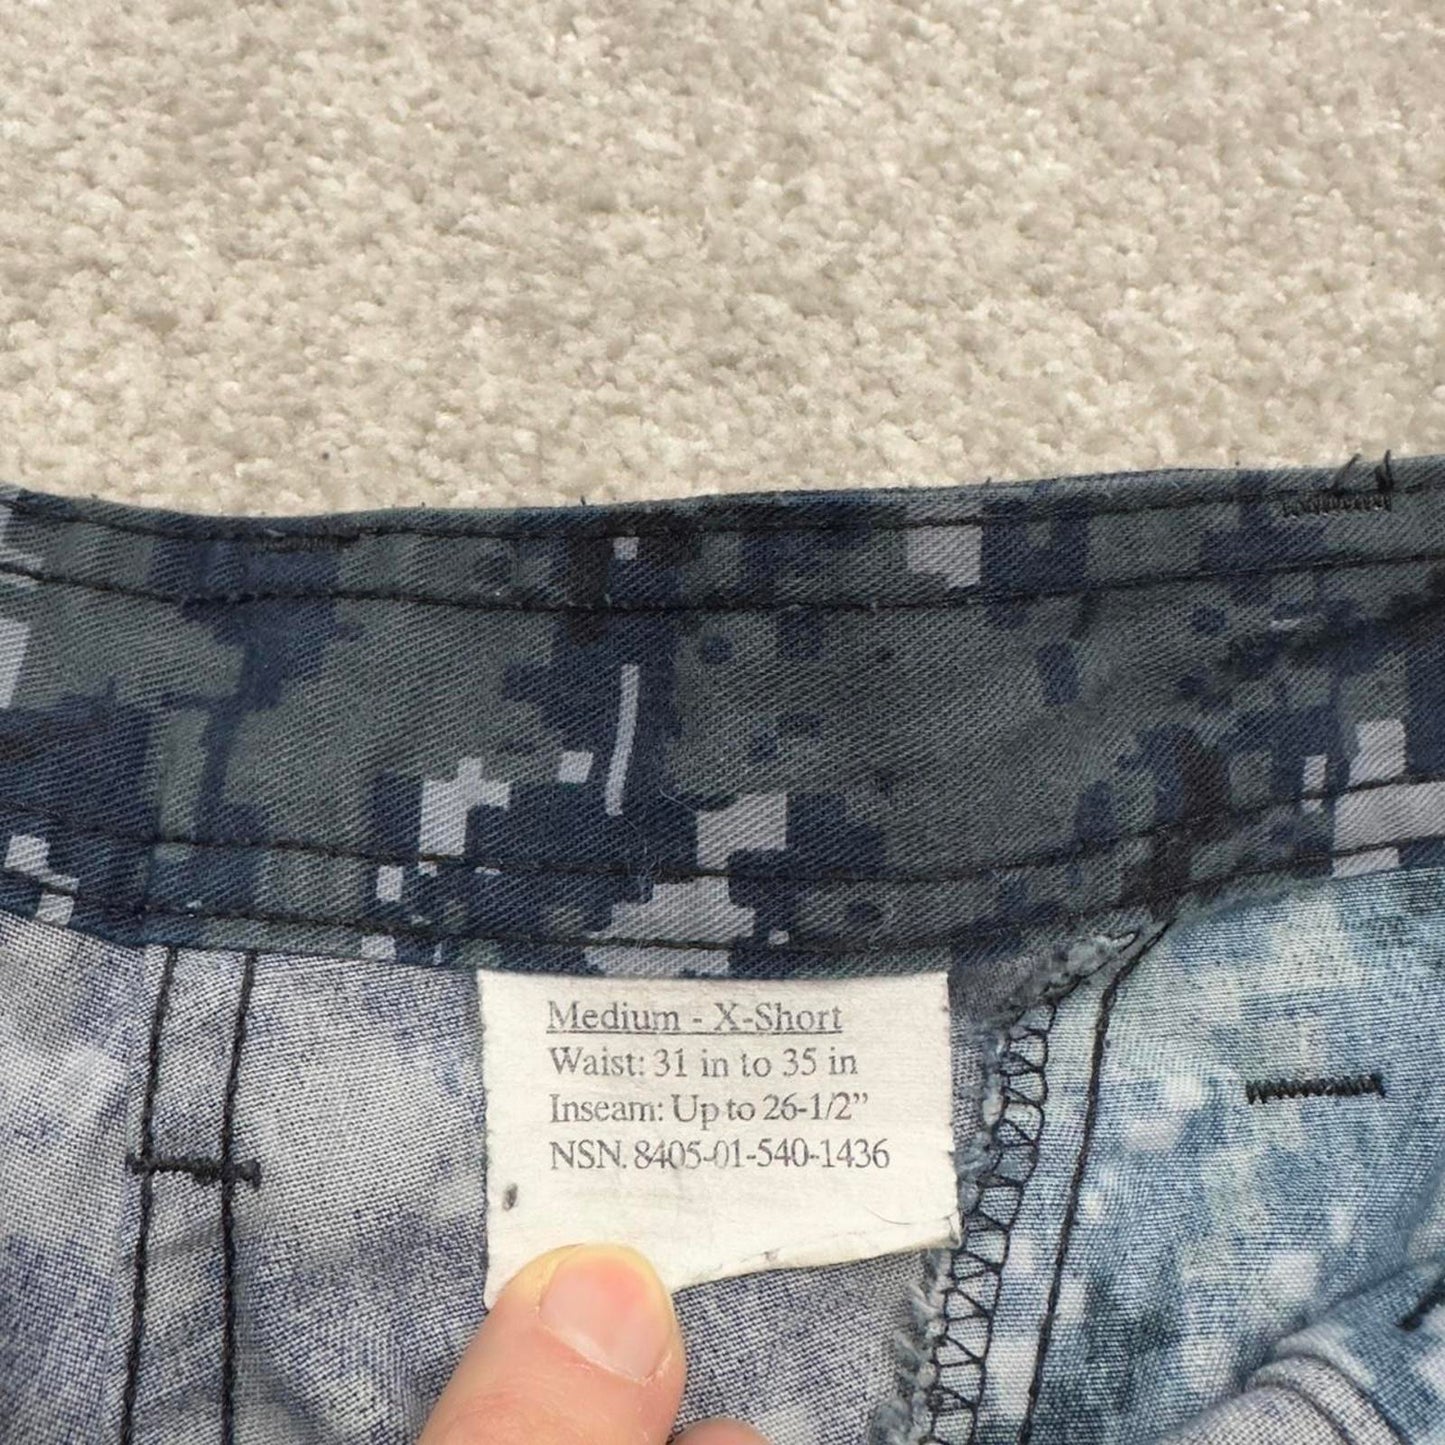 Medium - X-Short
Waist: 31 in to 35 in
Inseam: Up to 26-1/2”
NSN. 8405-01-540-1436